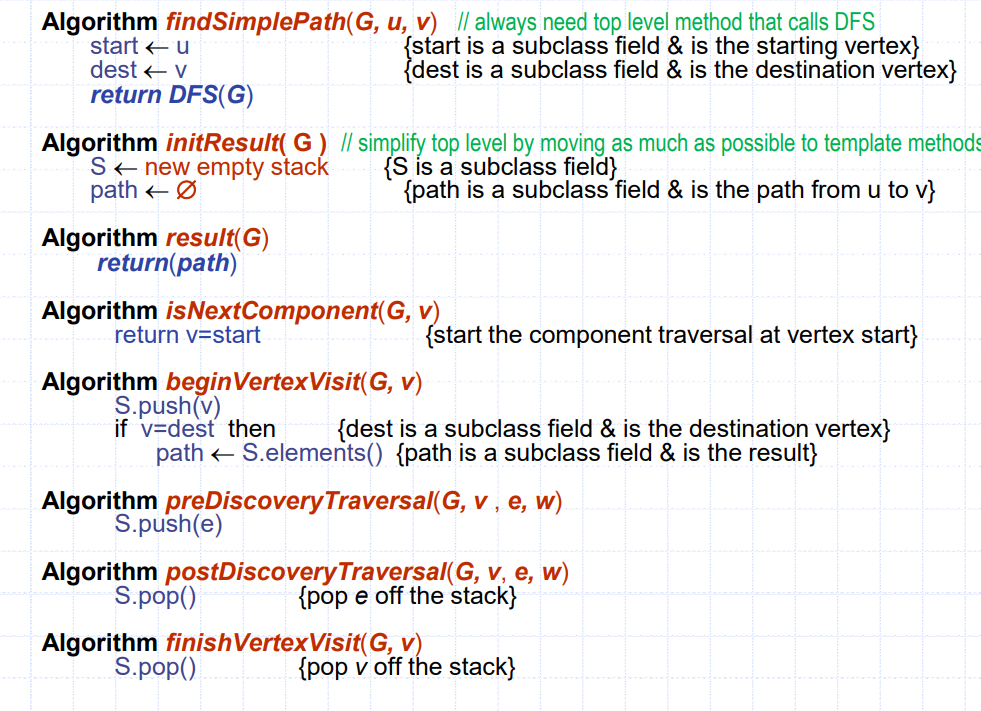 Algorithm findSimplePath(G, u, v) // always need top level method that calls DFS
start ← u {start is a subclass field & is the starting vertex}
dest ← v {dest is a subclass field & is the destination vertex}
return DFS(G)
Algorithm initResult( G ) // simplify top level by moving as much as possible to template methods
S ← new empty stack {S is a subclass field}
path ← ∅ {path is a subclass field & is the path from u to v}
Algorithm result(G)
return(path)
Algorithm isNextComponent(G, v)
return v=start {start the component traversal at vertex start}
Algorithm beginVertexVisit(G, v)
S.push(v)
if v=dest then {dest is a subclass field & is the destination vertex}
path ← S.elements() {path is a subclass field & is the result}
Algorithm preDiscoveryTraversal(G, v , e, w)
S.push(e)
Algorithm postDiscoveryTraversal(G, v, e, w)
S.pop() {pop e off the stack}
Algorithm finishVertexVisit(G, v)
S.pop() {pop v off the stack}